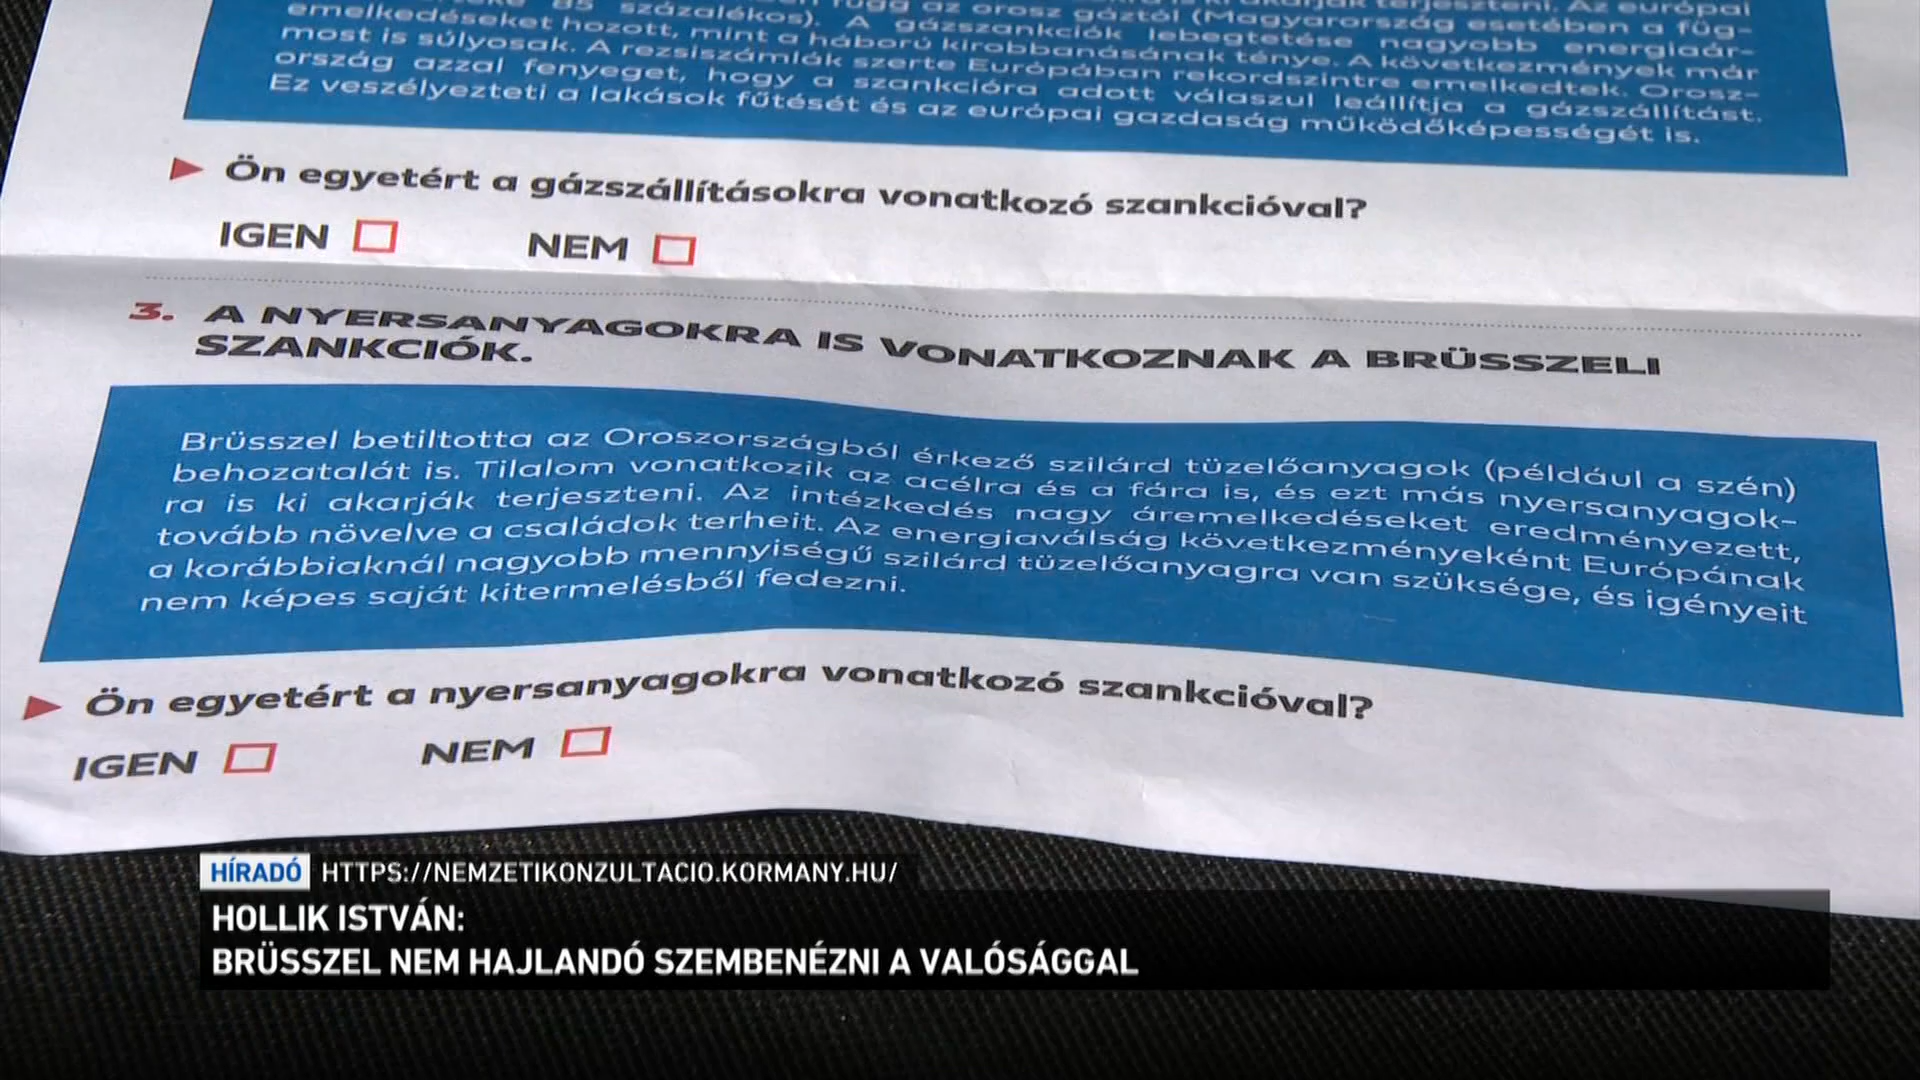 85 százalékos). A gázszankciók lebegtetése nagyobb energiaár-
emelkedéseket hozott, mint a háború kirobbanásának ténye. A következmények már
most is súlyosak. A rezsiszámlák szerte Európában rekordszintre emelkedtek. Orosz-
ország azzal fenyeget, hogy a szankcióra adott válaszul leállítja a gázszállítást.
Ez veszélyezteti a lakások fűtését és az európai gazdaság működőképességét is.
Ön egyetért a gázszállításokra vonatkozó szankcióval?
IGEN NEM
3. A NYERSANYAGOKRA IS VONATKOZNAK A BRÜSSZELI
SZANKCIÓK.
Brüsszel betiltotta az Oroszországból érkező szilárd tüzelőanyagok (például a szén)
behozatalát is. Tilalom vonatkozik az acélra és a fára is, és ezt más nyersanyagok-
ra is ki akarják terjeszteni. Az intézkedés nagy áremelkedéseket eredményezett,
tovább növelve a családok terheit. Az energiaválság következményeként Európának
a korábbiaknál nagyobb mennyiségű szilárd tüzelőanyagra van szüksége, és igényeit
nem képes saját kitermelésből fedezni.
Ön egyetért a nyersanyagokra vonatkozó szankcióval?
IGEN NEM
HÍRADÓ HTTPS://NEMZETIKONZULTACIO.KORMANY.HU/
HOLLIK ISTVÁN:
BRÜSSZEL NEM HAJLANDÓ SZEMBENÉZNI A VALÓSÁGGAL